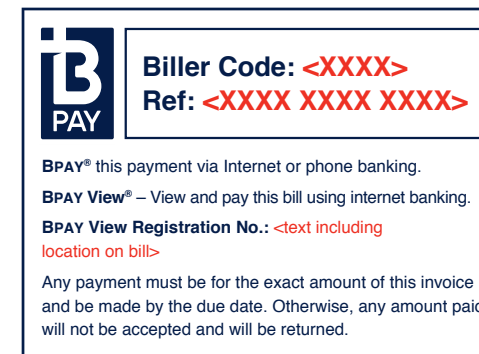 B
PAY
Biller Code: <XXXX>
Ref: <XXXX XXXX XXXX>
BPAY® this payment via Internet or phone banking.
BPAY View® – View and pay this bill using internet banking.
BPAY View Registration No.: <text including
location on bill>
Any payment must be for the exact amount of this invoice
and be made by the due date. Otherwise, any amount paid
will not be accepted and will be returned.